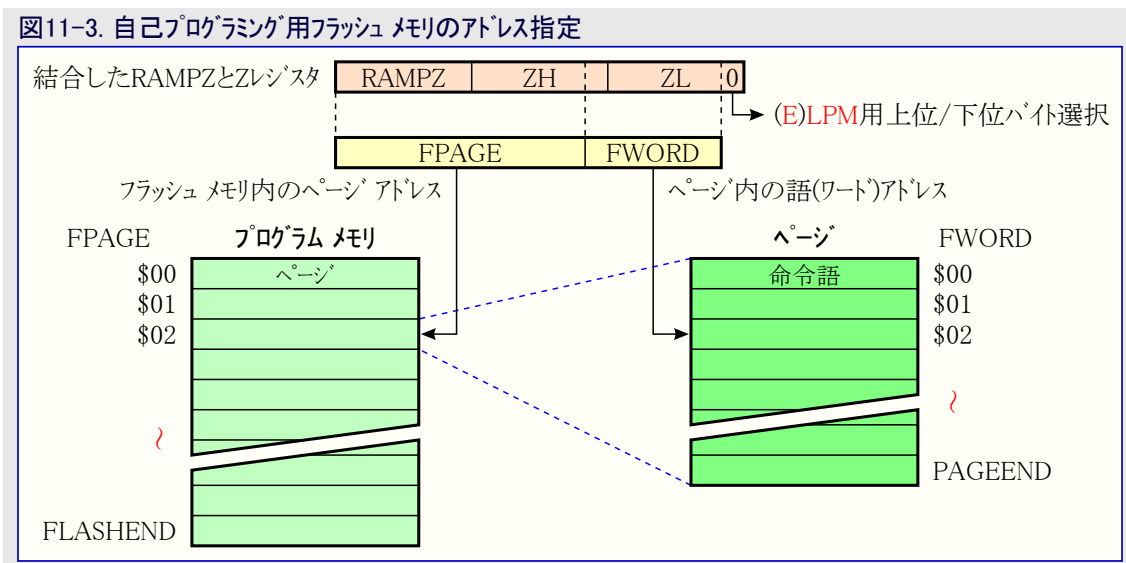 図11-3. 自己プログラミング用フラッシュ メモリのアドレス指定
結合したRAMPZとZレジスタ RAMPZ ZH ZL 0
(E)LPM用上位/下位バイト選択
FPAGE FWORD
フラッシュ メモリ内のページ アドレス ページ内の語(ワード)アドレス
FPAGE プログラム メモリ ページ FWORD
$00 ページ 命令語 $00
$01 $01
$02 $02
~ ~
PAGEEND
FLASHEND